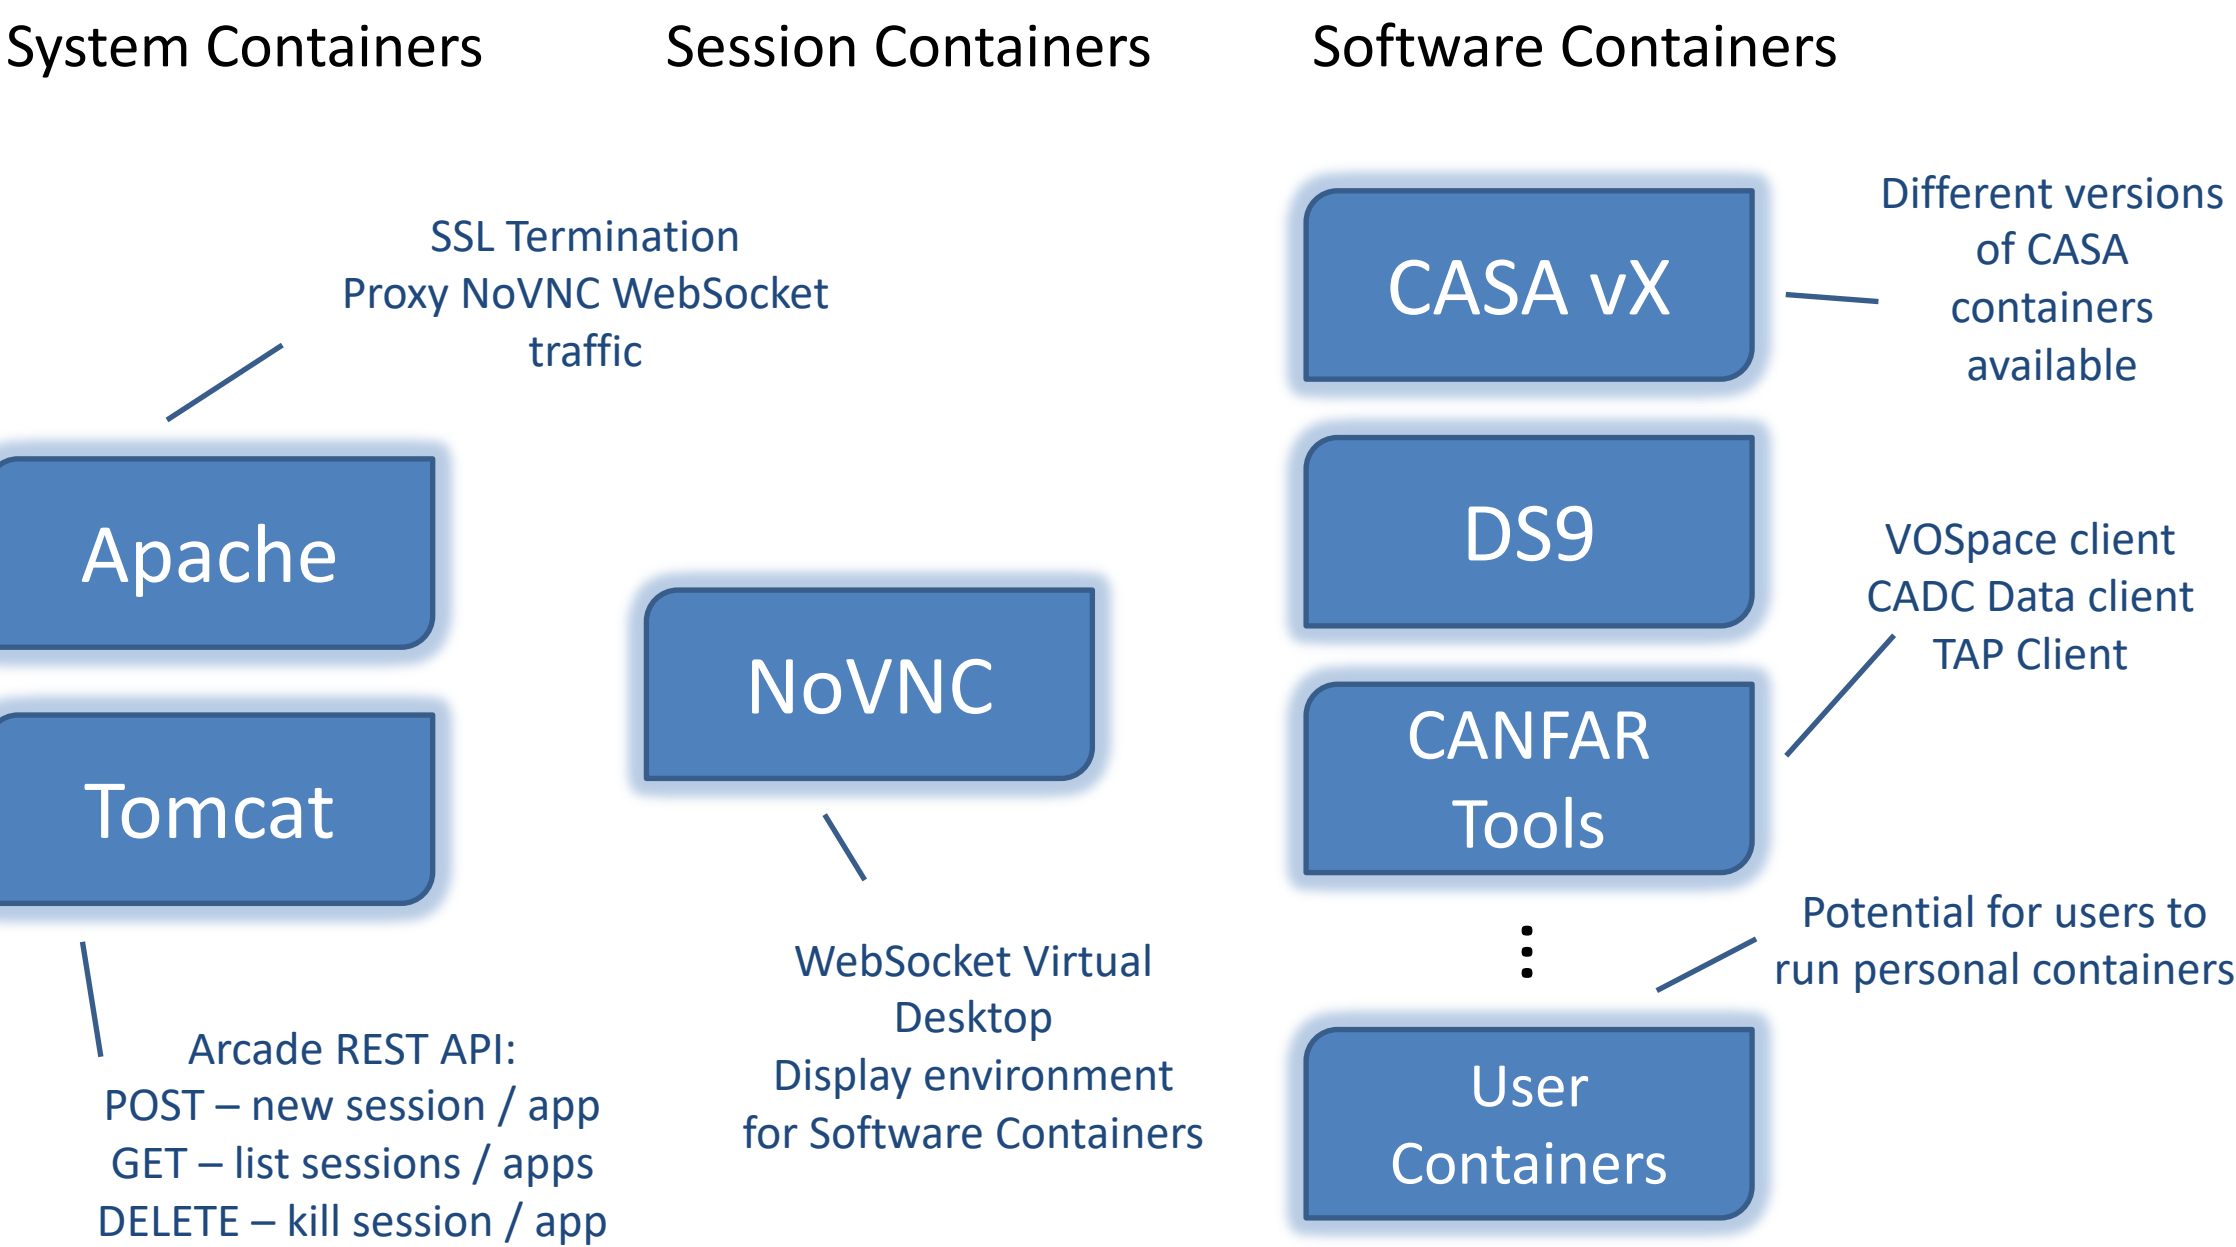 System Containers
Session Containers
Software Containers
SSL Termination
Proxy NoVNC WebSocket
traffic
Apache
Tomcat
Arcade REST API:
POST – new session / app
GET – list sessions / apps
DELETE – kill session / app
NoVNC
WebSocket Virtual
Desktop
Display environment
for Software Containers
CASA vX
Different versions
of CASA
containers
available
DS9
CANFAR
Tools
VOSpace client
CADC Data client
TAP Client
⋮
Potential for users to
run personal containers
User
Containers